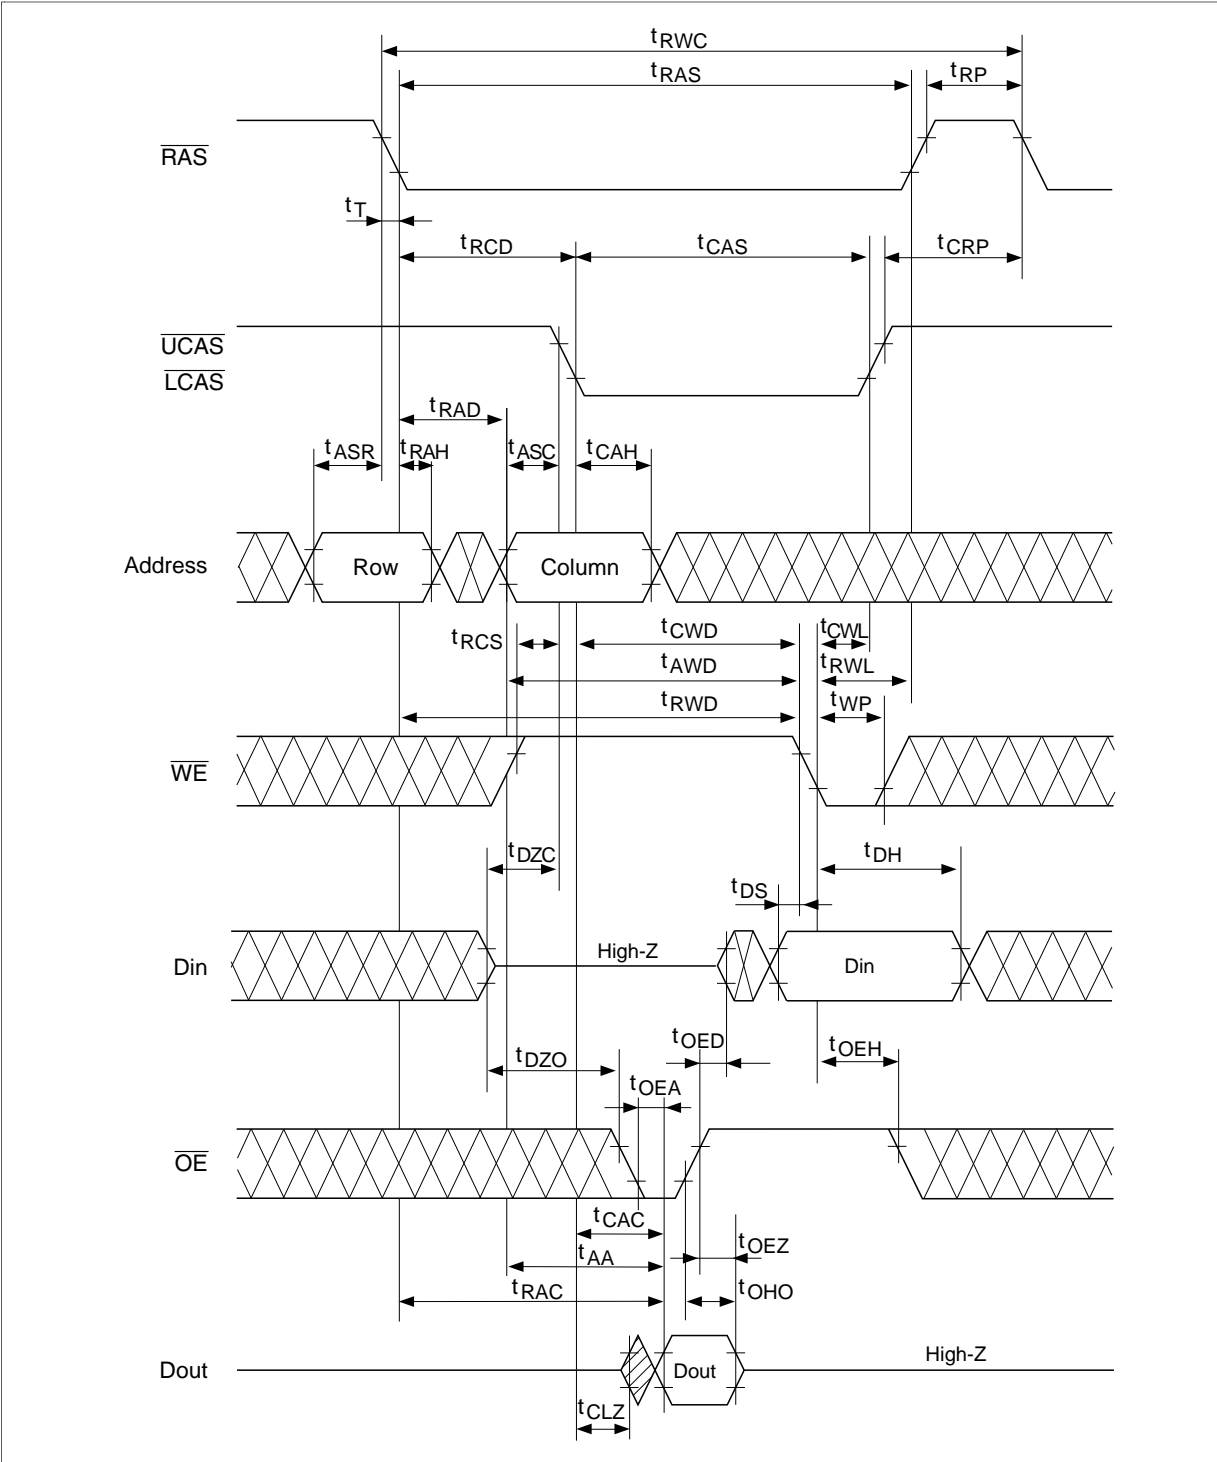 tRWC
tRAS
tRP
RAS
tT
tRCD
tCAS
tCRP
UCAS
LCAS
tRAD
tASR
tRAH
tASC
tCAH
Address
Row
Column
tRCS
tCWD
tCWL
tAWD
tRWL
tRWD
tWP
WE
tDZC
tDH
tDS
Din
High-Z
Din
tOED
tOEH
tDZO
tOEA
OE
tCAC
tOEZ
tAA
tRAC
tOHO
Dout
Dout
High-Z
tCLZ